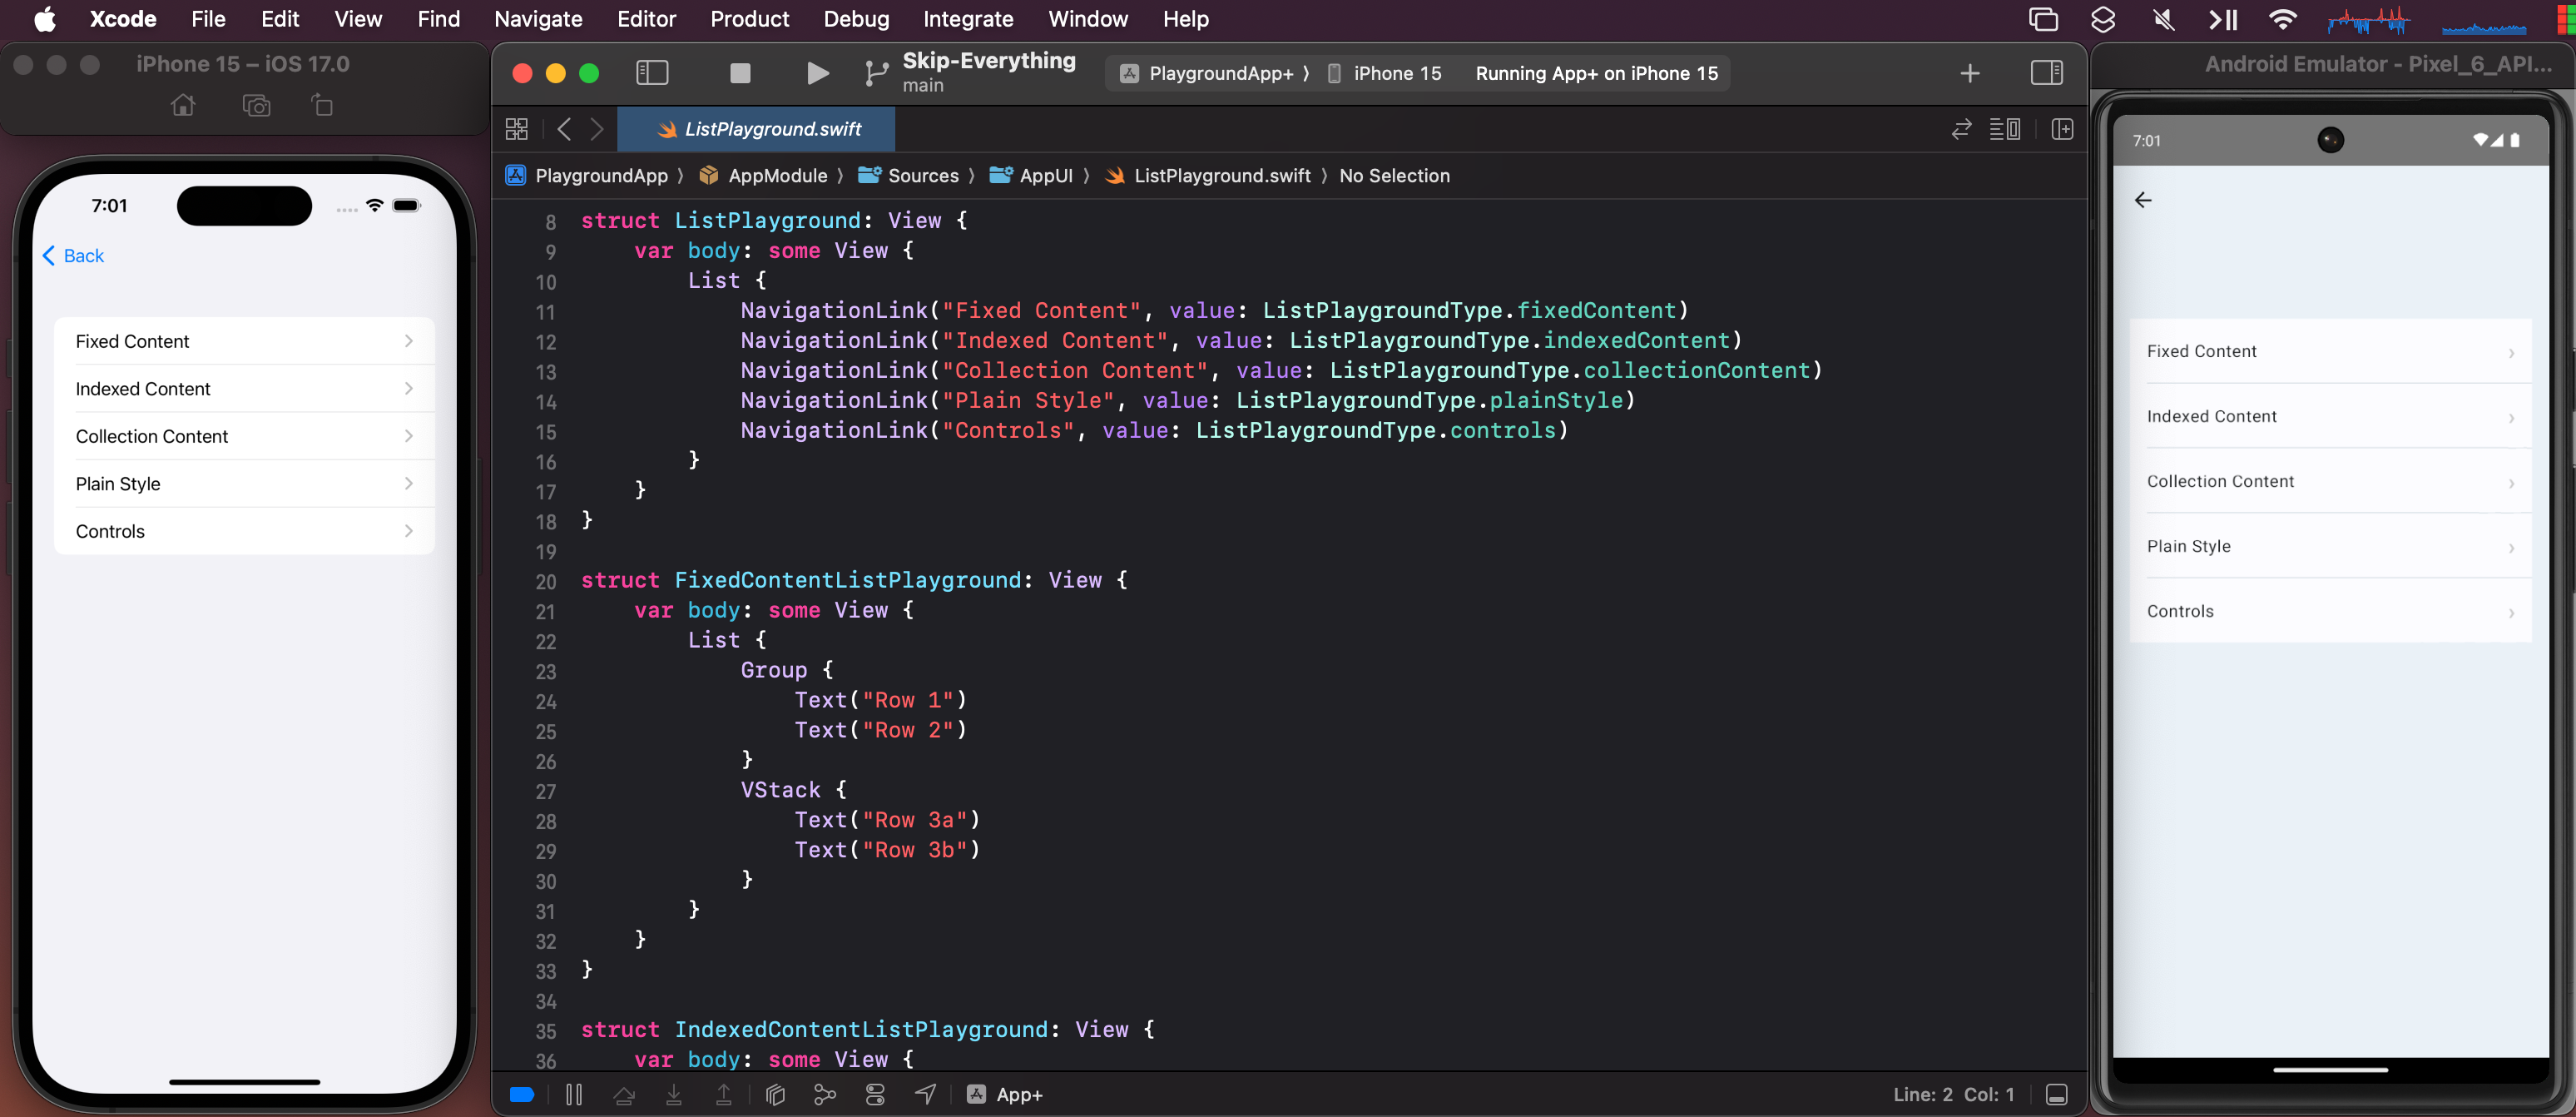 Xcode File Edit View Find Navigate Editor Product Debug Integrate Window Help
iPhone 15 – iOS 17.0
7:01
Back
Fixed Content
Indexed Content
Collection Content
Plain Style
Controls
Skip-Everything
main
PlaygroundApp+ 〉 iPhone 15 Running App+ on iPhone 15
ListPlayground.swift
PlaygroundApp 〉 AppModule 〉 Sources 〉 AppUI 〉 ListPlayground.swift 〉 No Selection
8 struct ListPlayground: View {
9     var body: some View {
10         List {
11             NavigationLink("Fixed Content", value: ListPlaygroundType.fixedContent)
12             NavigationLink("Indexed Content", value: ListPlaygroundType.indexedContent)
13             NavigationLink("Collection Content", value: ListPlaygroundType.collectionContent)
14             NavigationLink("Plain Style", value: ListPlaygroundType.plainStyle)
15             NavigationLink("Controls", value: ListPlaygroundType.controls)
16         }
17     }
18 }
19
20 struct FixedContentListPlayground: View {
21     var body: some View {
22         List {
23             Group {
24                 Text("Row 1")
25                 Text("Row 2")
26             }
27             VStack {
28                 Text("Row 3a")
29                 Text("Row 3b")
30             }
31         }
32     }
33 }
34
35 struct IndexedContentListPlayground: View {
36     var body: some View {
App+
Line: 2 Col: 1
Android Emulator - Pixel_6_API...
7:01
Fixed Content
Indexed Content
Collection Content
Plain Style
Controls